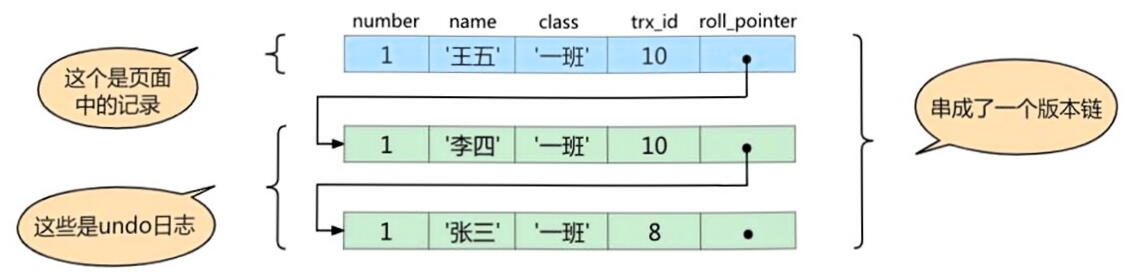 number name class trx_id roll_pointer
1 '王五' '一班' 10
这个是页面
中的记录
串成了一个版本链
1 '李四' '一班' 10
这些是undo日志
1 '张三' '一班' 8